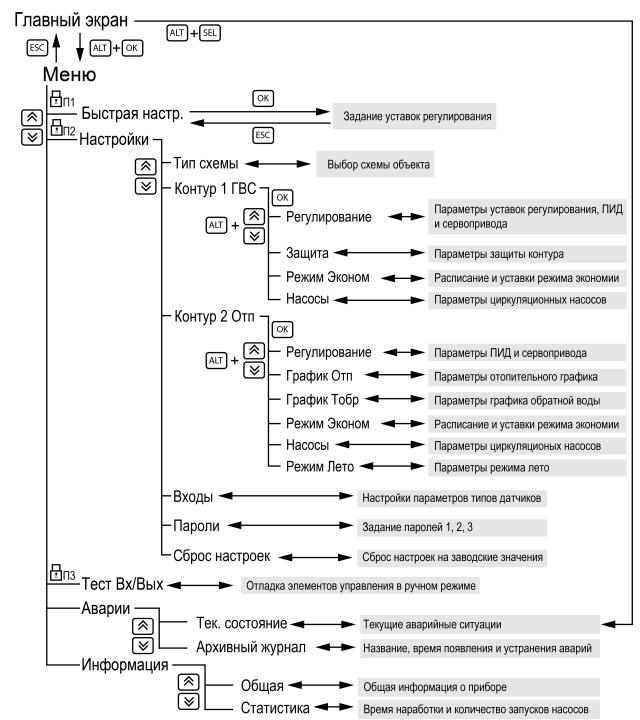 Главный экран
ALT + SEL
ESC ALT + OK
Меню
П1
Быстрая настр.
OK
ESC
Задание уставок регулирования
П2
Настройки
Тип схемы
Выбор схемы объекта
Контур 1 ГВС
OK
ALT +
Регулирование
Параметры уставок регулирования, ПИД
и сервопривода
Защита
Параметры защиты контура
Режим Эконом
Расписание и уставки режима экономии
Насосы
Параметры циркуляционных насосов
Контур 2 Отп
OK
ALT +
Регулирование
Параметры ПИД и сервопривода
График Отп
Параметры отопительного графика
График Тобр
Параметры графика обратной воды
Режим Эконом
Расписание и уставки режима экономии
Насосы
Параметры циркуляционых насосов
Режим Лето
Параметры режима лето
Входы
Настройки параметров типов датчиков
Пароли
Задание паролей 1, 2, 3
Сброс настроек
Сброс настроек на заводские значения
П3
Тест Вх/Вых
Отладка элементов управления в ручном режиме
Аварии
Тек. состояние
Текущие аварийные ситуации
Архивный журнал
Название, время появления и устранения аварий
Информация
Общая
Общая информация о приборе
Статистика
Время наработки и количество запусков насосов